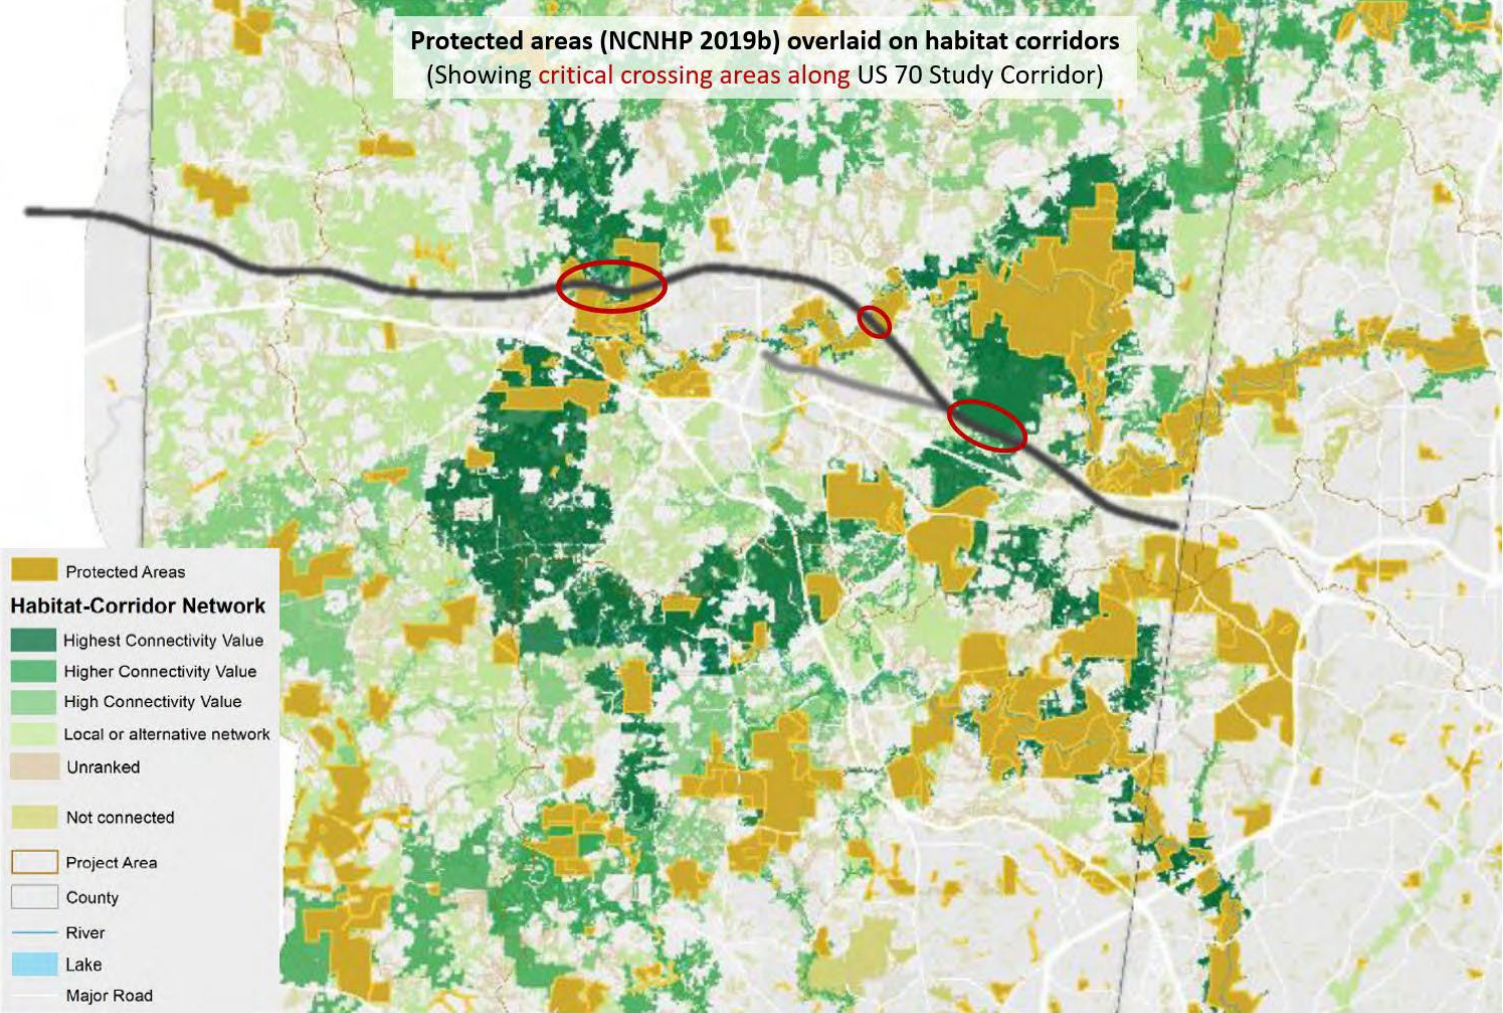 Protected areas (NCNHP 2019b) overlaid on habitat corridors
(Showing critical crossing areas along US 70 Study Corridor)
Protected Areas
Habitat-Corridor Network
Highest Connectivity Value
Higher Connectivity Value
High Connectivity Value
Local or alternative network
Unranked
Not connected
Project Area
County
River
Lake
Major Road